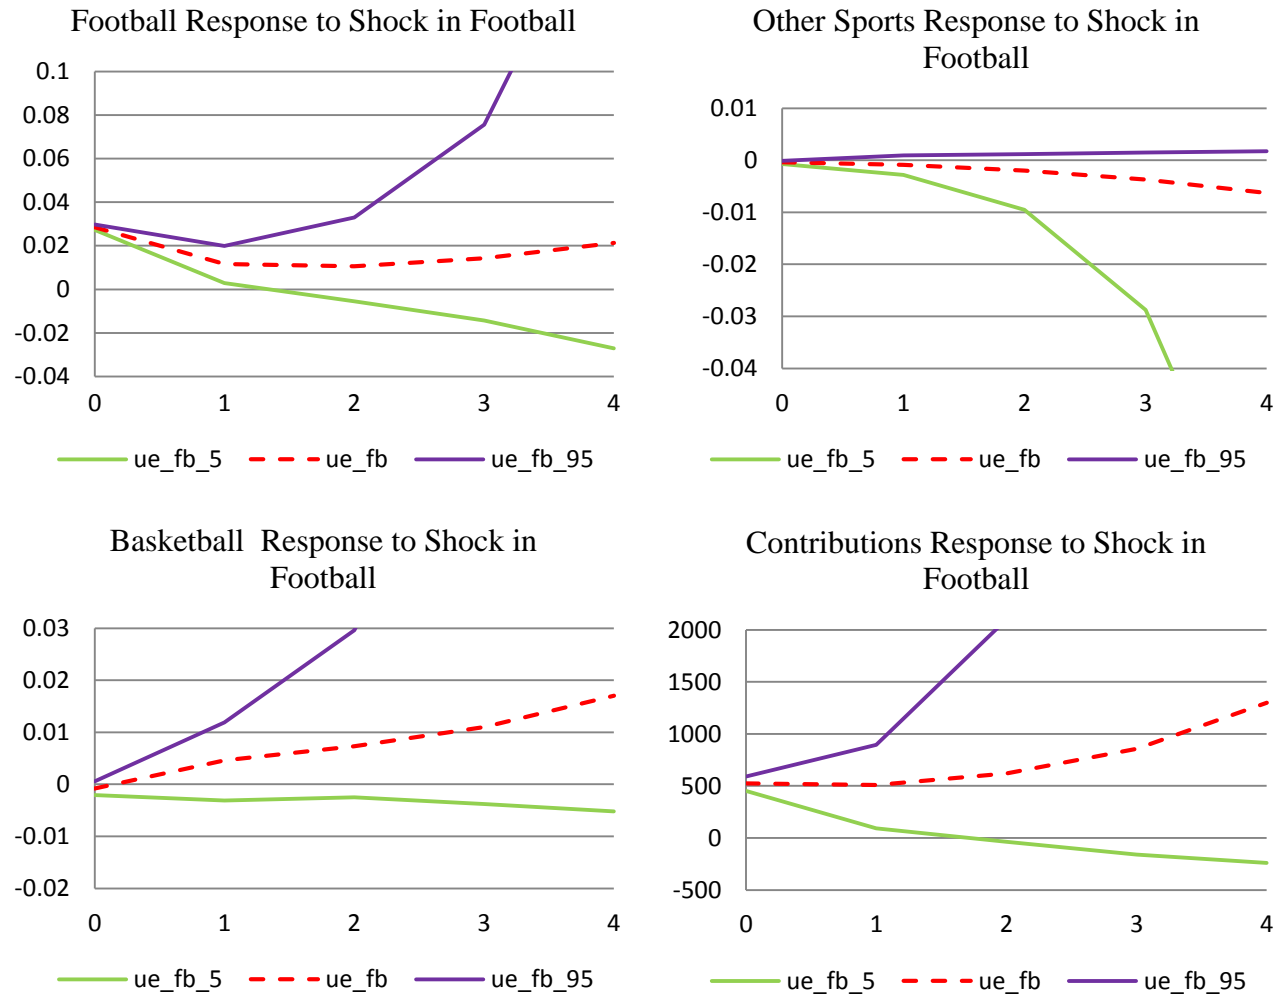 Football Response to Shock in Football
0.1
0.08
0.06
0.04
0.02
0
-0.02
-0.04
0 1 2 3 4
ue_fb_5 ue_fb ue_fb_95
Other Sports Response to Shock in
Football
0.01
0
-0.01
-0.02
-0.03
-0.04
0 1 2 3 4
ue_fb_5 ue_fb ue_fb_95
Basketball Response to Shock in
Football
0.03
0.02
0.01
0
-0.01
-0.02
0 1 2 3 4
ue_fb_5 ue_fb ue_fb_95
Contributions Response to Shock in
Football
2000
1500
1000
500
0
-500
0 1 2 3 4
ue_fb_5 ue_fb ue_fb_95